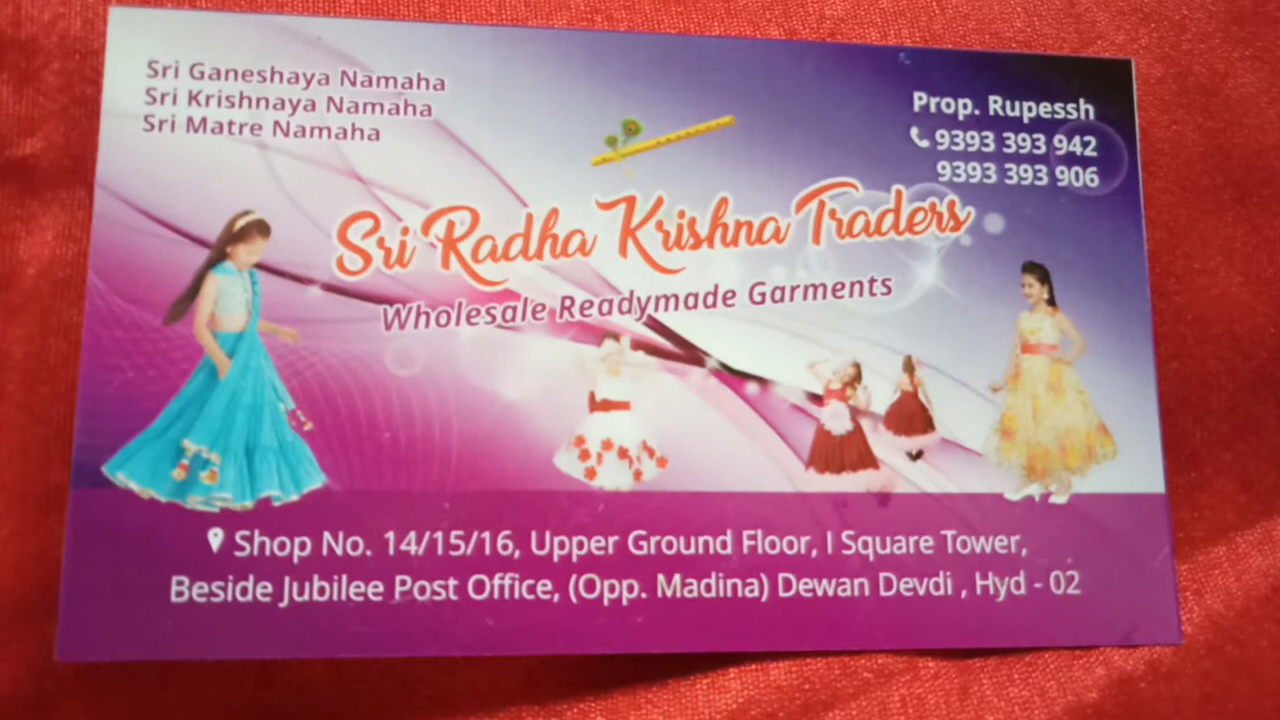 Sri Ganeshaya Namaha
Sri Krishnaya Namaha
Sri Matre Namaha
Prop. Rupessh
9393 393 942
9393 393 906
Sri Radha Krishna Traders
Wholesale Readymade Garments
Shop No. 14/15/16, Upper Ground Floor, I Square Tower,
Beside Jubilee Post Office, (Opp. Madina) Dewan Devdi , Hyd - 02